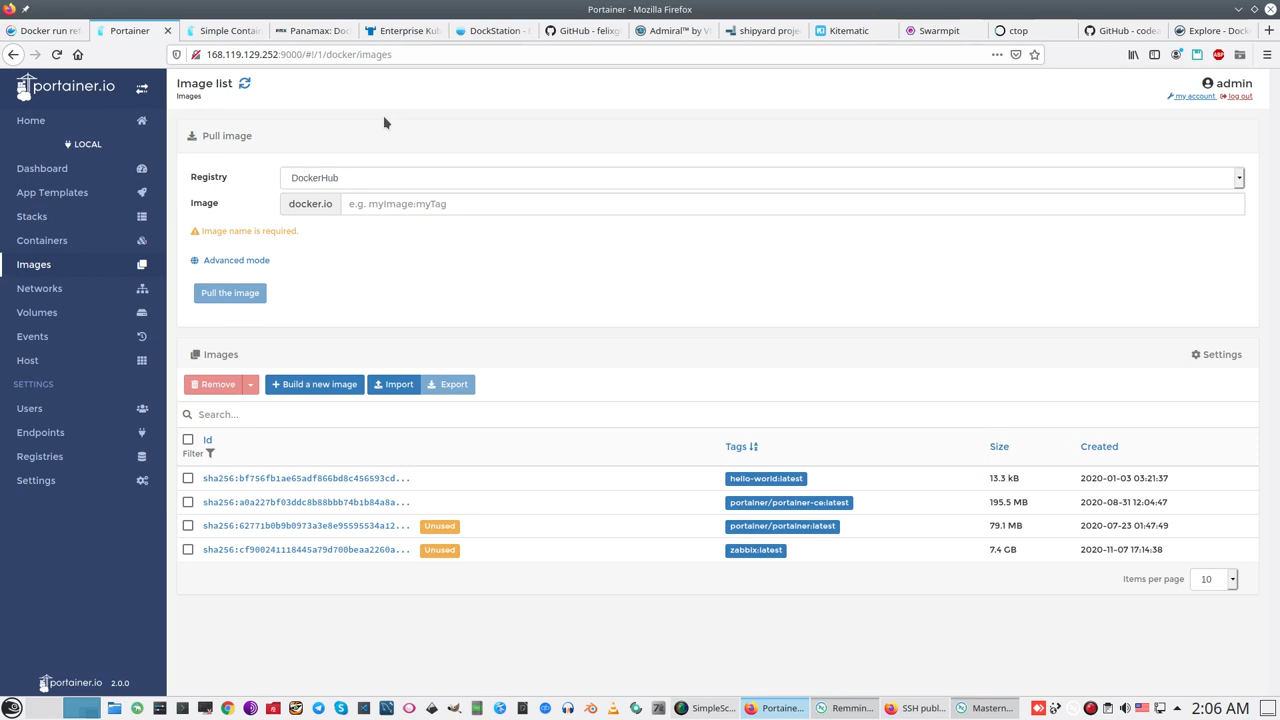 Portainer - Mozilla Firefox
Docker run ref
Portainer
Simple Contain
Panamax: Doc
Enterprise Kub
DockStation -
GitHub - felixg
Admiral™ by VM
shipyard proje
Kitematic
Swarmpit
ctop
GitHub - codea
Explore - Dock
168.119.129.252:9000/#!/1/docker/images
portainer.io
Home
LOCAL
Dashboard
App Templates
Stacks
Containers
Images
Networks
Volumes
Events
Host
SETTINGS
Users
Endpoints
Registries
Settings
portainer.io 2.0.0
Image list
Images
admin
my account log out
Pull image
Registry DockerHub
Image docker.io e.g. myImage:myTag
Image name is required.
Advanced mode
Pull the image
Images Settings
Remove Build a new image Import Export
Search...
Id Tags Size Created
Filter
sha256:bf756fb1ae65adf866bd8c456593cd... hello-world:latest 13.3 kB 2020-01-03 03:21:37
sha256:a0a227bf03ddc8b88bbb74b1b84a8a... portainer/portainer-ce:latest 195.5 MB 2020-08-31 12:04:47
sha256:62771b0b9b0973a3e8e95595534a12... Unused portainer/portainer:latest 79.1 MB 2020-07-23 01:47:49
sha256:cf900241118445a79d700beaa2260a... Unused zabbix:latest 7.4 GB 2020-11-07 17:14:38
Items per page 10
SimpleSc...
Portaine...
Remmin...
SSH publ...
Mastern...
2:06 AM